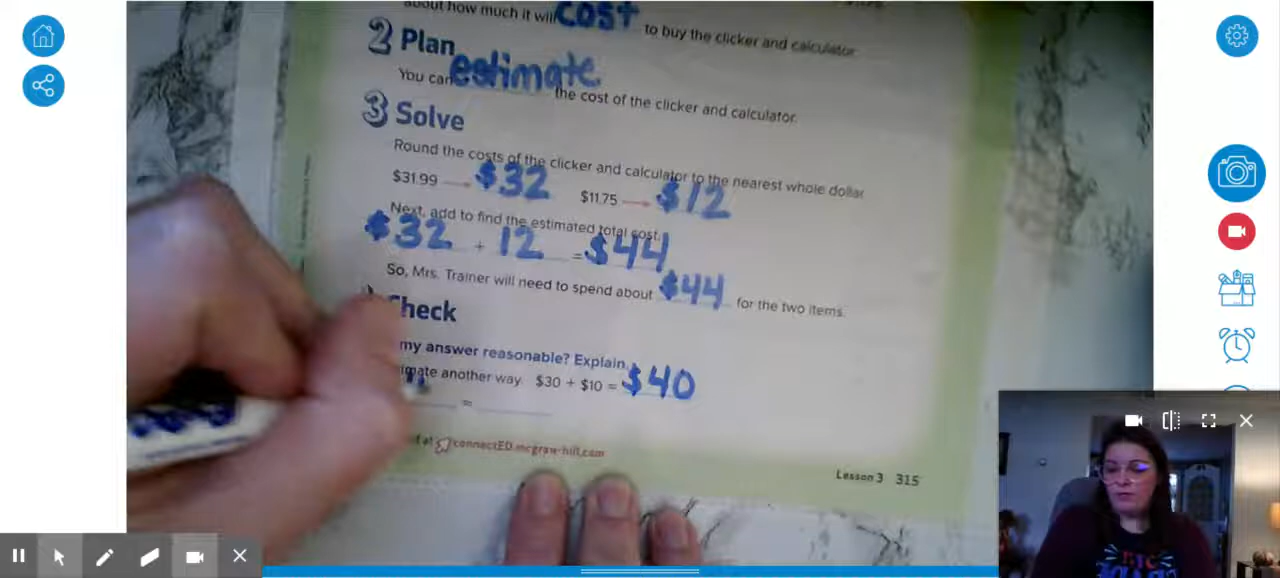 about how much it will cost to buy the clicker and calculator.
2 Plan
You can estimate the cost of the clicker and calculator.
3 Solve
Round the costs of the clicker and calculator to the nearest whole dollar.
$31.99 → $32 $11.75 → $12
Next, add to find the estimated total cost.
$32 + 12 = $44
So, Mrs. Trainer will need to spend about $44 for the two items.
Check
my answer reasonable? Explain.
another way. $30 + $10 = $40
≈
at connectED.mcgraw-hill.com
Lesson 3 315